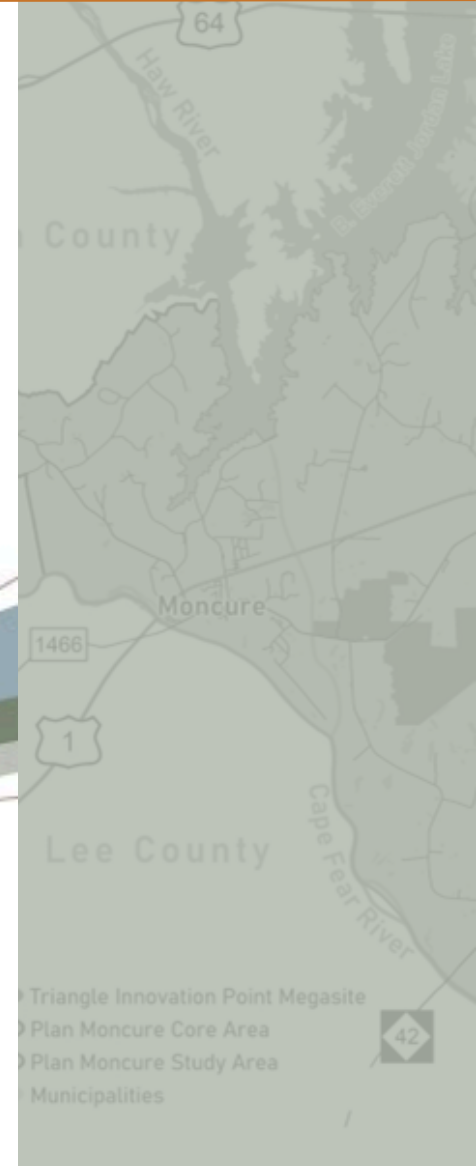 64
Haw River
B. Everett Jordan Lake
County
Moncure
1466
1
Cape Fear River
Lee County
Triangle Innovation Point Megasite
Plan Moncure Core Area
42
Plan Moncure Study Area
Municipalities